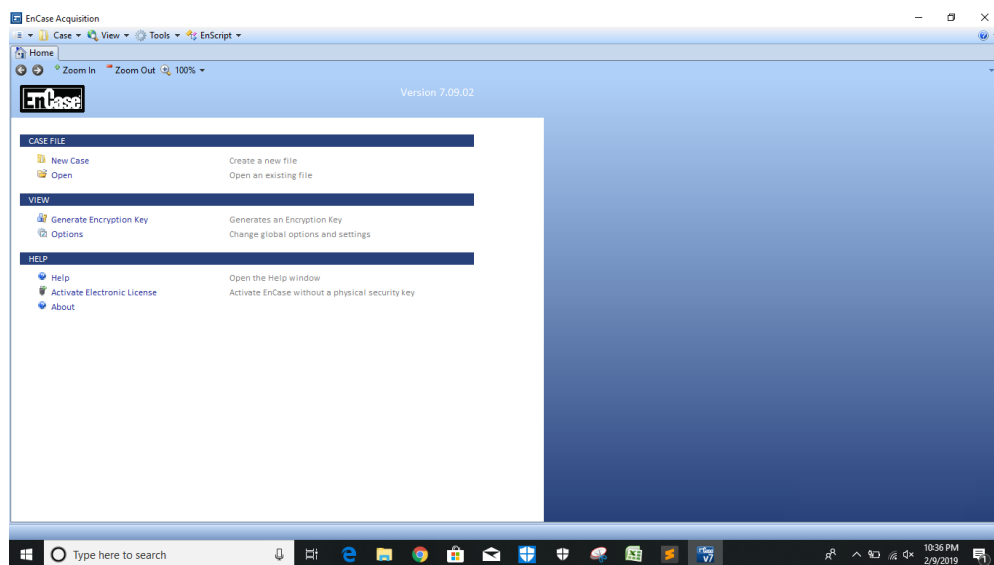 EnCase Acquisition
Case View Tools EnScript
Home
Zoom In Zoom Out 100%
EnCase Version 7.09.02
CASE FILE
New Case Create a new file
Open Open an existing file
VIEW
Generate Encryption Key Generates an Encryption Key
Options Change global options and settings
HELP
Help Open the Help window
Activate Electronic License Activate EnCase without a physical security key
About
Type here to search
v7
10:36 PM
2/9/2019